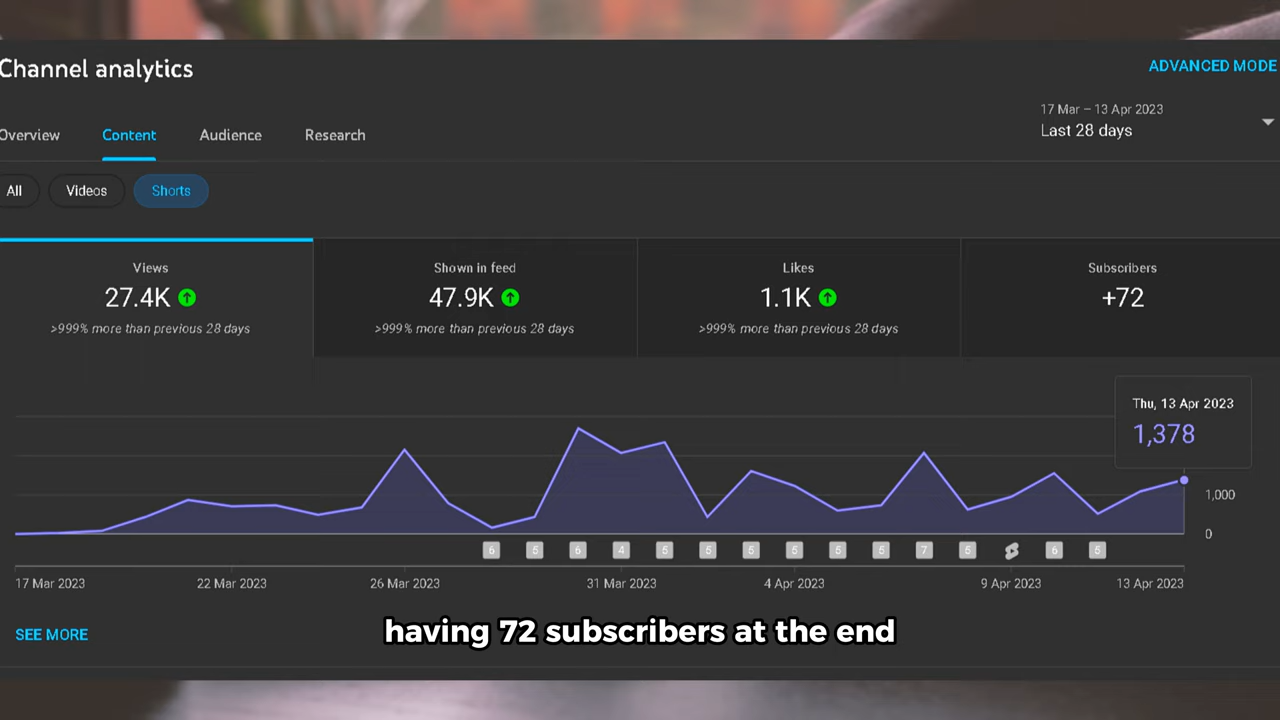 Channel analytics
ADVANCED MODE
17 Mar – 13 Apr 2023
Last 28 days
Overview Content Audience Research
All Videos Shorts
Views Shown in feed Likes Subscribers
27.4K 47.9K 1.1K +72
>999% more than previous 28 days >999% more than previous 28 days >999% more than previous 28 days
Thu, 13 Apr 2023
1,378
1,000
0
6 5 6 4 5 5 5 5 5 5 7 5 6 5
17 Mar 2023 22 Mar 2023 26 Mar 2023 31 Mar 2023 4 Apr 2023 9 Apr 2023 13 Apr 2023
SEE MORE
having 72 subscribers at the end